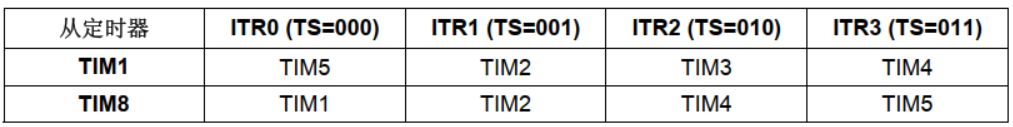 从定时器 ITR0 (TS=000) ITR1 (TS=001) ITR2 (TS=010) ITR3 (TS=011)
TIM1 TIM5 TIM2 TIM3 TIM4
TIM8 TIM1 TIM2 TIM4 TIM5